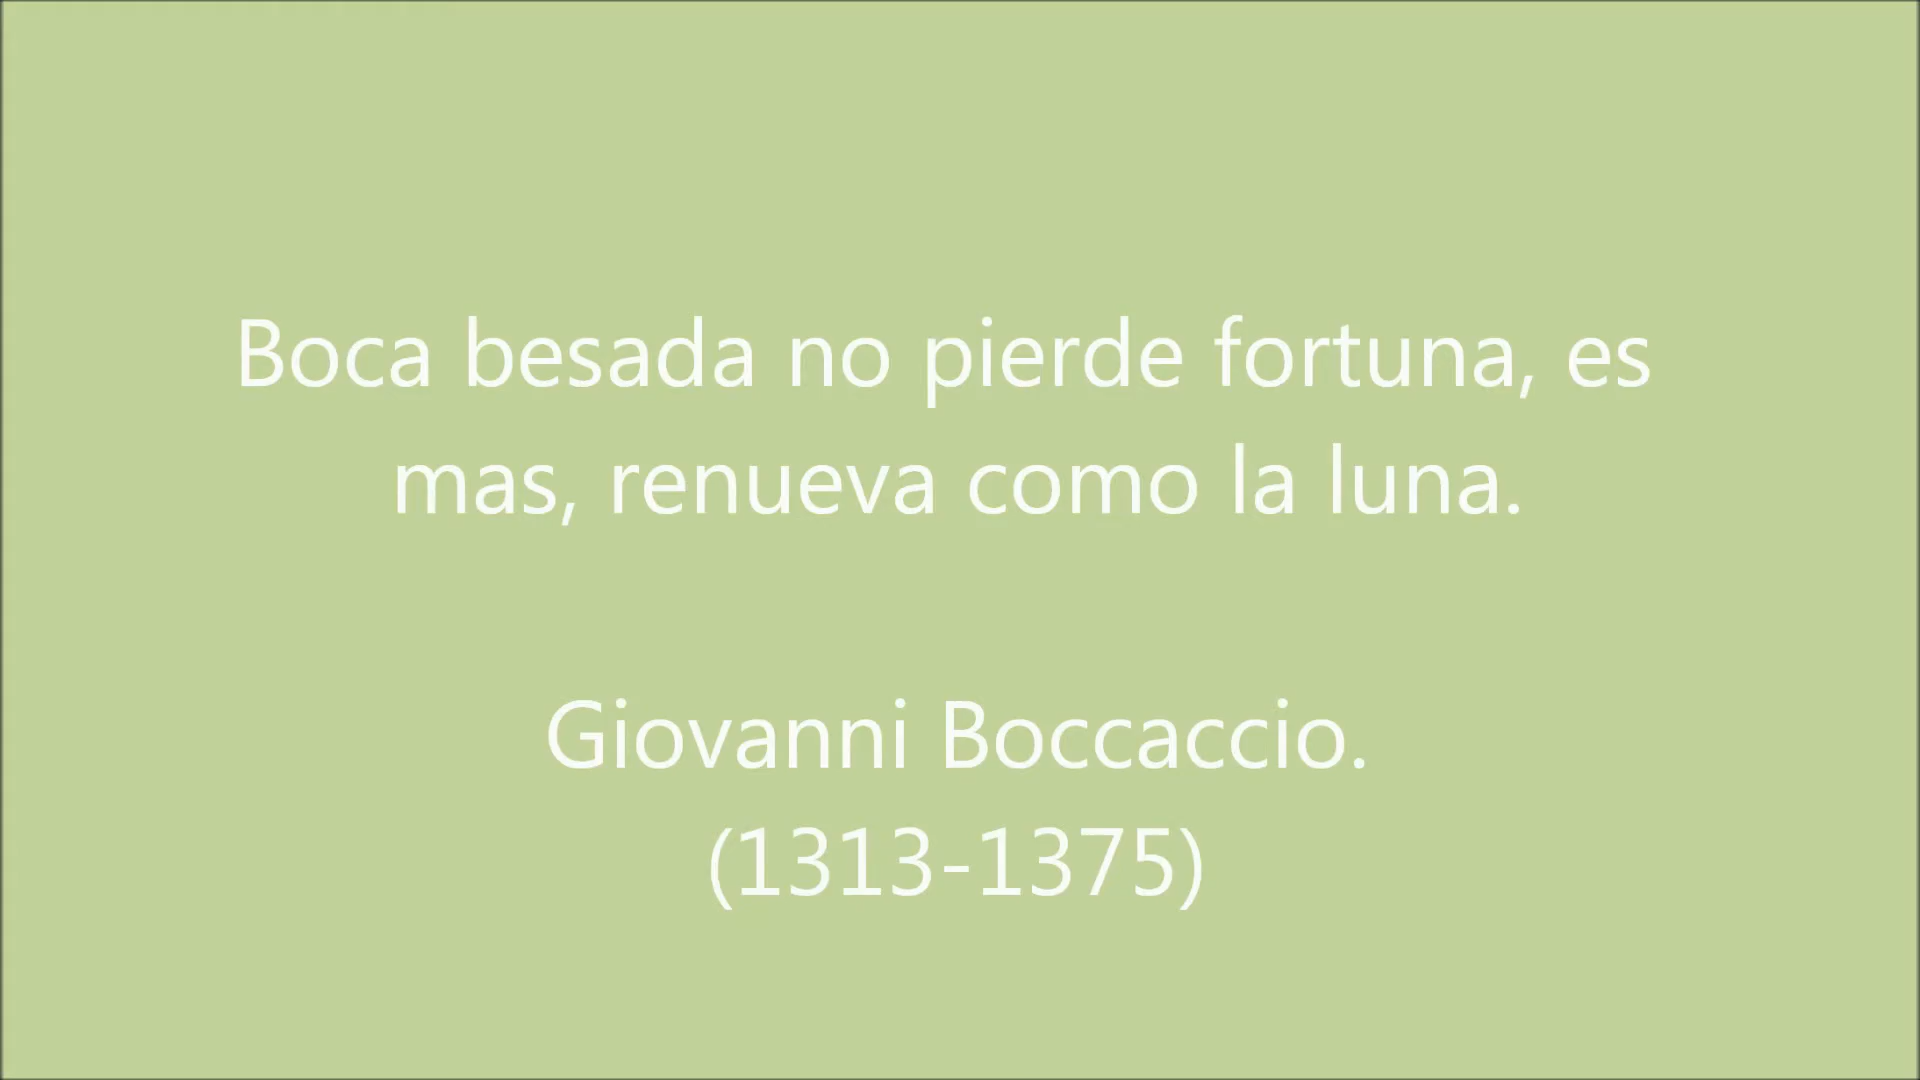 Boca besada no pierde fortuna, es
mas, renueva como la luna.
Giovanni Boccaccio.
(1313-1375)